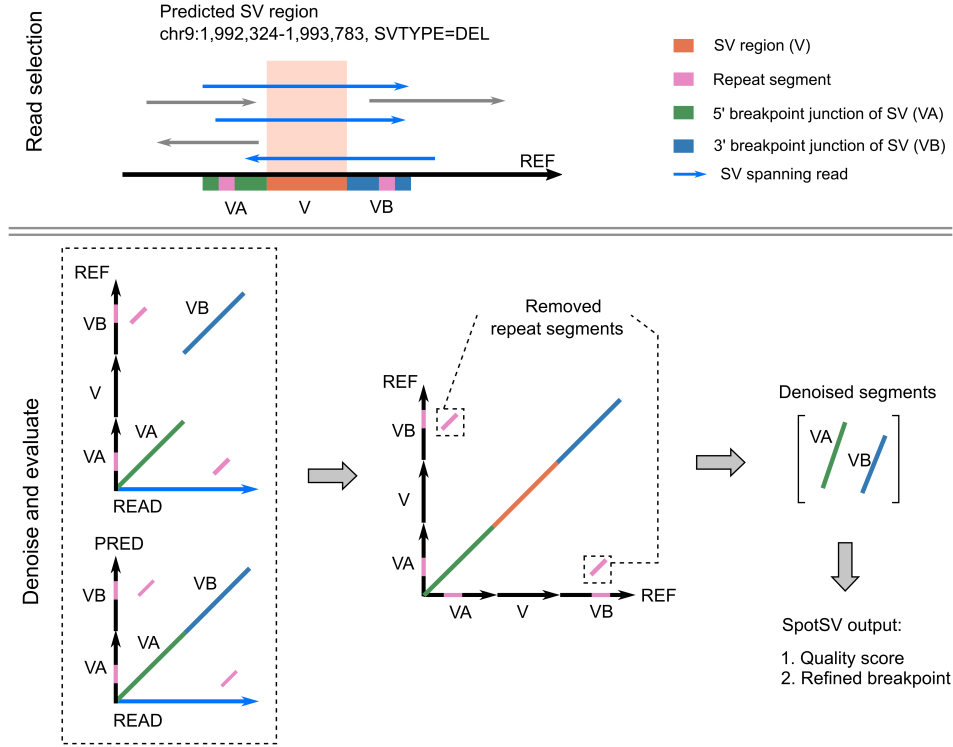 Read selection
Predicted SV region
chr9:1,992,324-1,993,783, SVTYPE=DEL
REF
VA
V
VB
SV region (V)
Repeat segment
5' breakpoint junction of SV (VA)
3' breakpoint junction of SV (VB)
SV spanning read
Denoise and evaluate
REF
VB
VB
V
VA
VA
READ
PRED
VB
VB
VA
VA
READ
Removed
repeat segments
REF
VB
V
VA
REF
VA
V
VB
Denoised segments
VA
VB
SpotSV output:
1. Quality score
2. Refined breakpoint